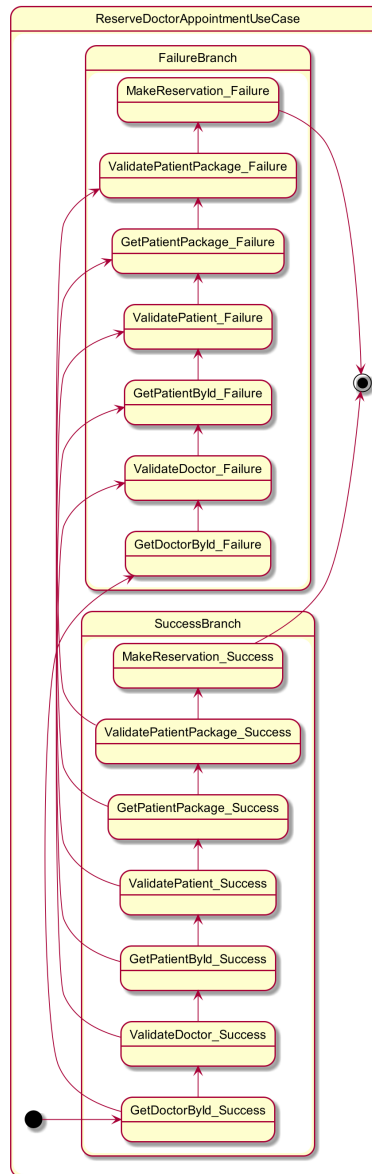 ReserveDoctorAppointmentUseCase
FailureBranch
MakeReservation_Failure
ValidatePatientPackage_Failure
GetPatientPackage_Failure
ValidatePatient_Failure
GetPatientById_Failure
ValidateDoctor_Failure
GetDoctorById_Failure
SuccessBranch
MakeReservation_Success
ValidatePatientPackage_Success
GetPatientPackage_Success
ValidatePatient_Success
GetPatientById_Success
ValidateDoctor_Success
GetDoctorById_Success